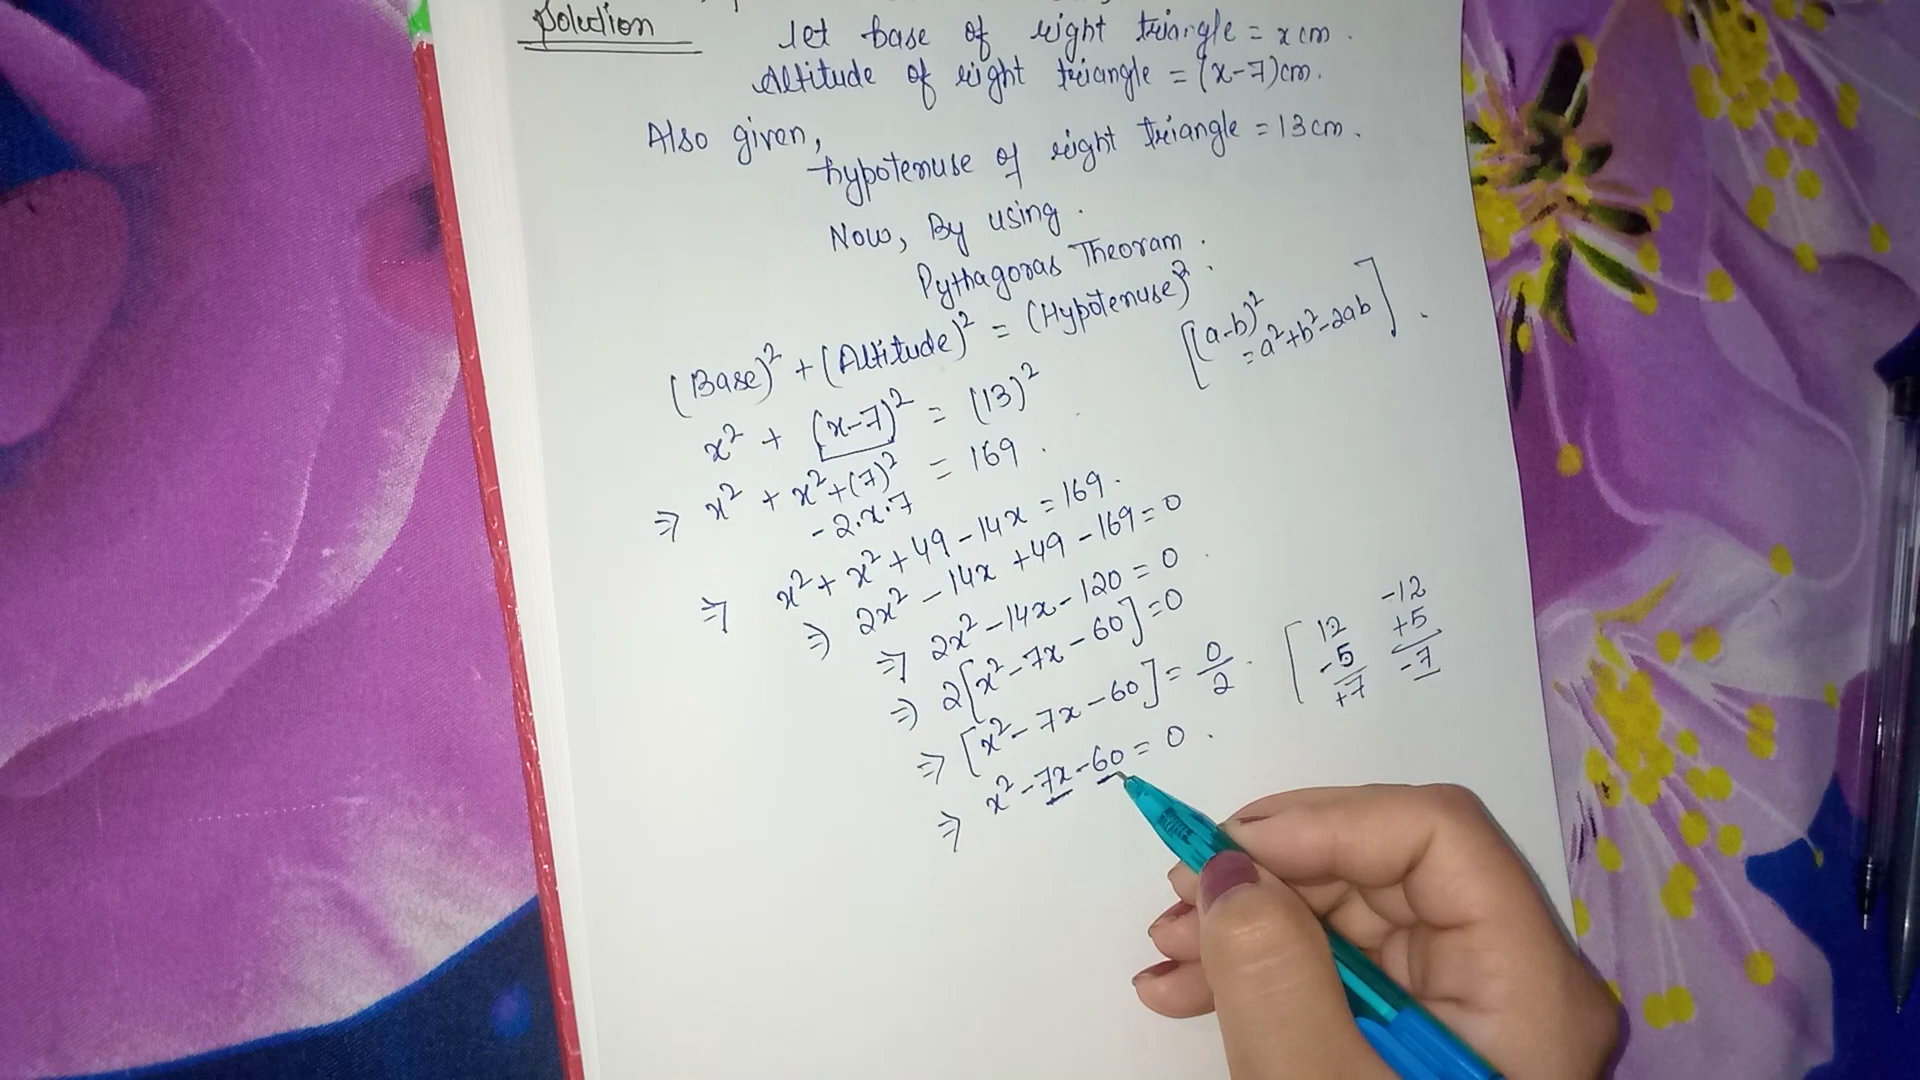 Solution
Let base of right triangle = x cm.
Altitude of right triangle = (x-7)cm.
Also given,
hypotenuse of right triangle = 13 cm.
Now, By using.
Pythagoras Theoram.
(Base)² + (Altitude)² = (Hypotenuse)².
[(a-b)²
= a²+b²-2ab].
x² + (x-7)² = (13)²
⇒ x² + x²+(7)² = 169.
-2.x.7
⇒ x² + x² + 49 - 14x = 169.
⇒ 2x² - 14x + 49 - 169 = 0
⇒ 2x² - 14x - 120 = 0.
⇒ 2[x² - 7x - 60] = 0
⇒ [x² - 7x - 60] = 0/2.
[12 -12
-5 +5
+7 -7
⇒ x² - 7x - 60 = 0.